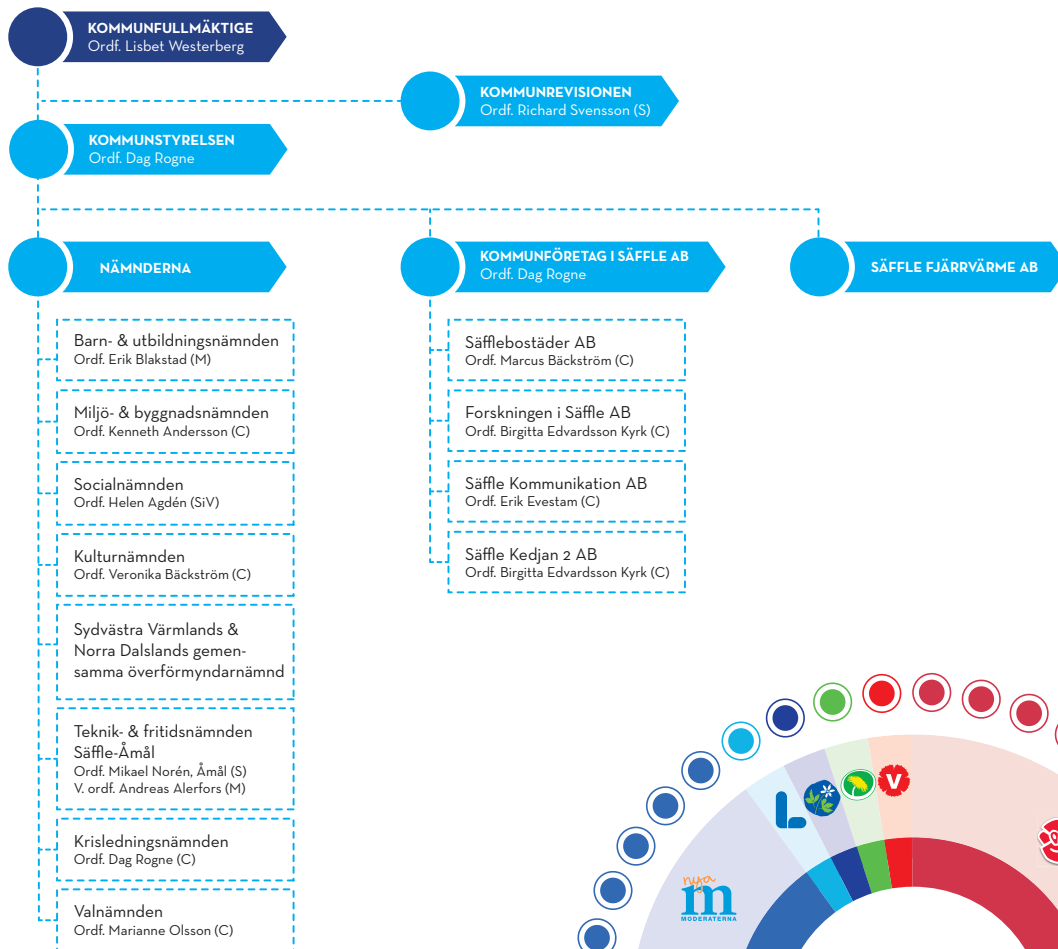 KOMMUNFULLMÄKTIGE
Ordf. Lisbet Westerberg
KOMMUNREVISIONEN
Ordf. Richard Svensson (S)
KOMMUNSTYRELSEN
Ordf. Dag Rogne
NÄMNDERNA
KOMMUNFÖRETAG I SÄFFLE AB
Ordf. Dag Rogne
SÄFFLE FJÄRRVÄRME AB
Barn- & utbildningsnämnden
Ordf. Erik Blakstad (M)
Miljö- & byggnadsnämnden
Ordf. Kenneth Andersson (C)
Socialnämnden
Ordf. Helen Agdén (SiV)
Kulturnämnden
Ordf. Veronika Bäckström (C)
Sydvästra Värmlands &
Norra Dalslands gemen-
samma överförmyndarnämnd
Teknik- & fritidsnämnden
Säffle-Åmål
Ordf. Mikael Norén, Åmål (S)
V. ordf. Andreas Alerfors (M)
Krisledningsnämnden
Ordf. Dag Rogne (C)
Valnämnden
Ordf. Marianne Olsson (C)
Säfflebostäder AB
Ordf. Marcus Bäckström (C)
Forskningen i Säffle AB
Ordf. Birgitta Edvardsson Kyrk (C)
Säffle Kommunikation AB
Ordf. Erik Evestam (C)
Säffle Kedjan 2 AB
Ordf. Birgitta Edvardsson Kyrk (C)
L
V
nya
m
MODERATERNA